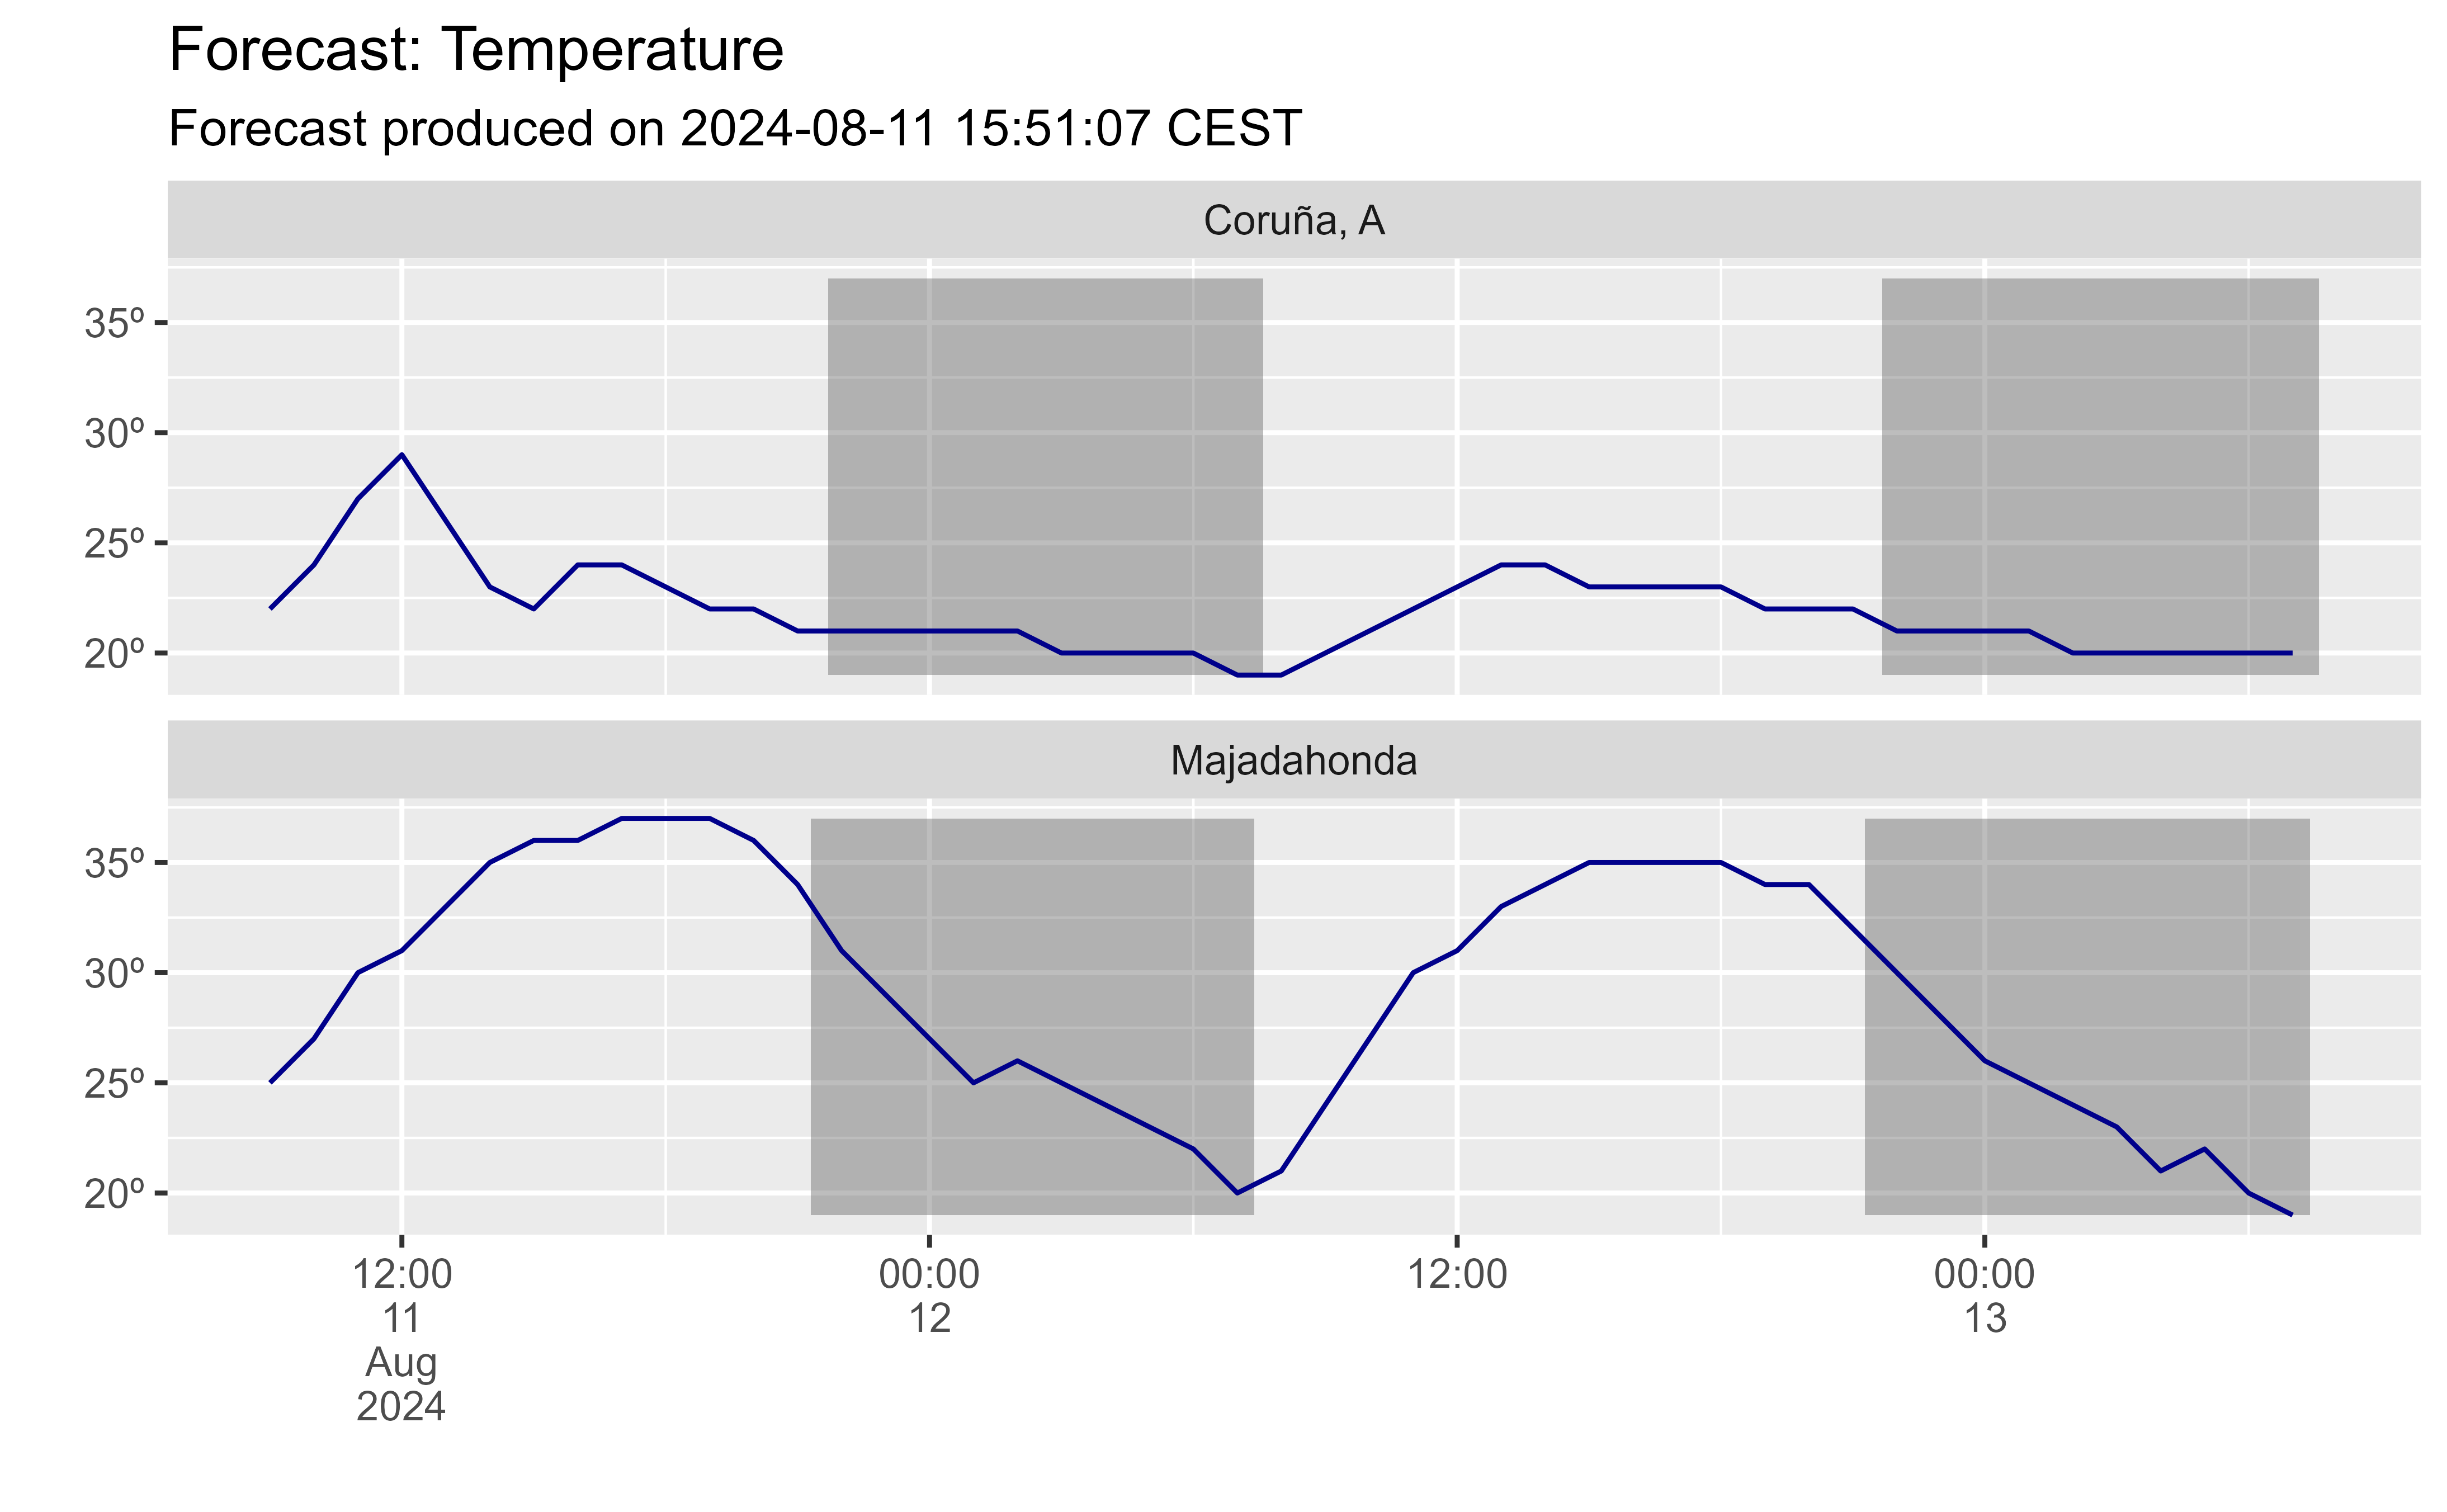 Forecast: Temperature
Forecast produced on 2024-08-11 15:51:07 CEST
Coruña, A
35º
30º
25º
20º
Majadahonda
35º
30º
25º
20º
12:00 00:00 12:00 00:00
11 12 13
Aug
2024